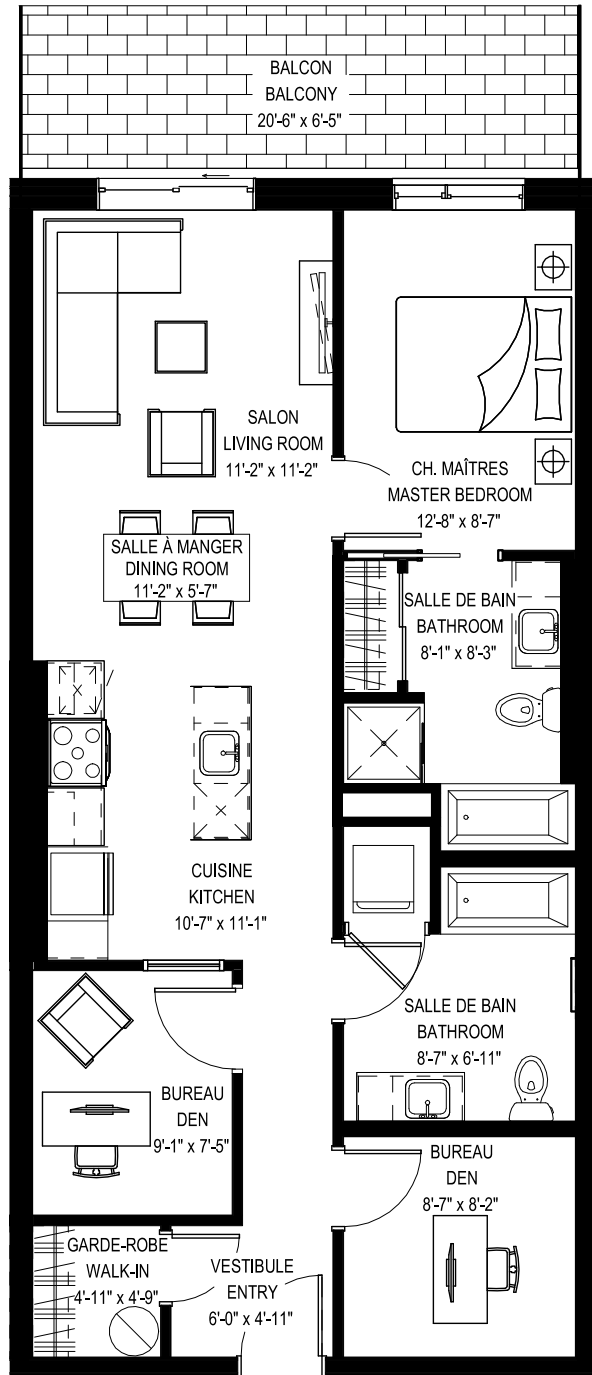 BALCON
BALCONY
20'-6" x 6'-5"
SALON
LIVING ROOM
11'-2" x 11'-2"
CH. MAÎTRES
MASTER BEDROOM
12'-8" x 8'-7"
SALLE À MANGER
DINING ROOM
11'-2" x 5'-7"
SALLE DE BAIN
BATHROOM
8'-1" x 8'-3"
CUISINE
KITCHEN
10'-7" x 11'-1"
SALLE DE BAIN
BATHROOM
8'-7" x 6'-11"
BUREAU
DEN
9'-1" x 7'-5"
BUREAU
DEN
8'-7" x 8'-2"
GARDE-ROBE
WALK-IN
4'-11" x 4'-9"
VESTIBULE
ENTRY
6'-0" x 4'-11"